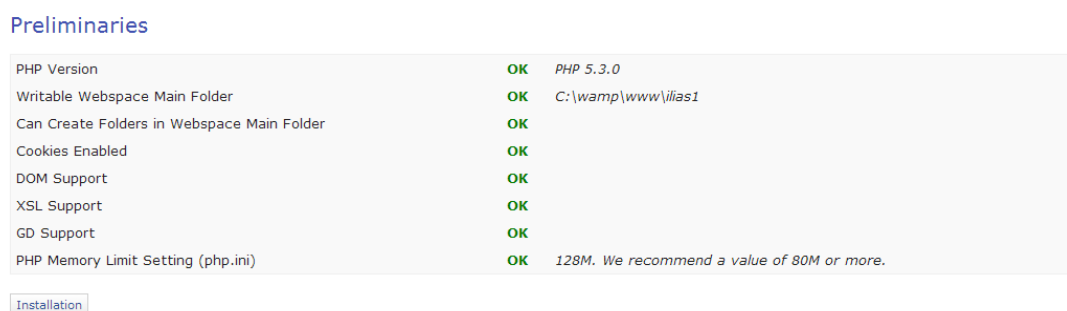 Preliminaries
PHP Version OK PHP 5.3.0
Writable Webspace Main Folder OK C:\wamp\www\ilias1
Can Create Folders in Webspace Main Folder OK
Cookies Enabled OK
DOM Support OK
XSL Support OK
GD Support OK
PHP Memory Limit Setting (php.ini) OK 128M. We recommend a value of 80M or more.
Installation